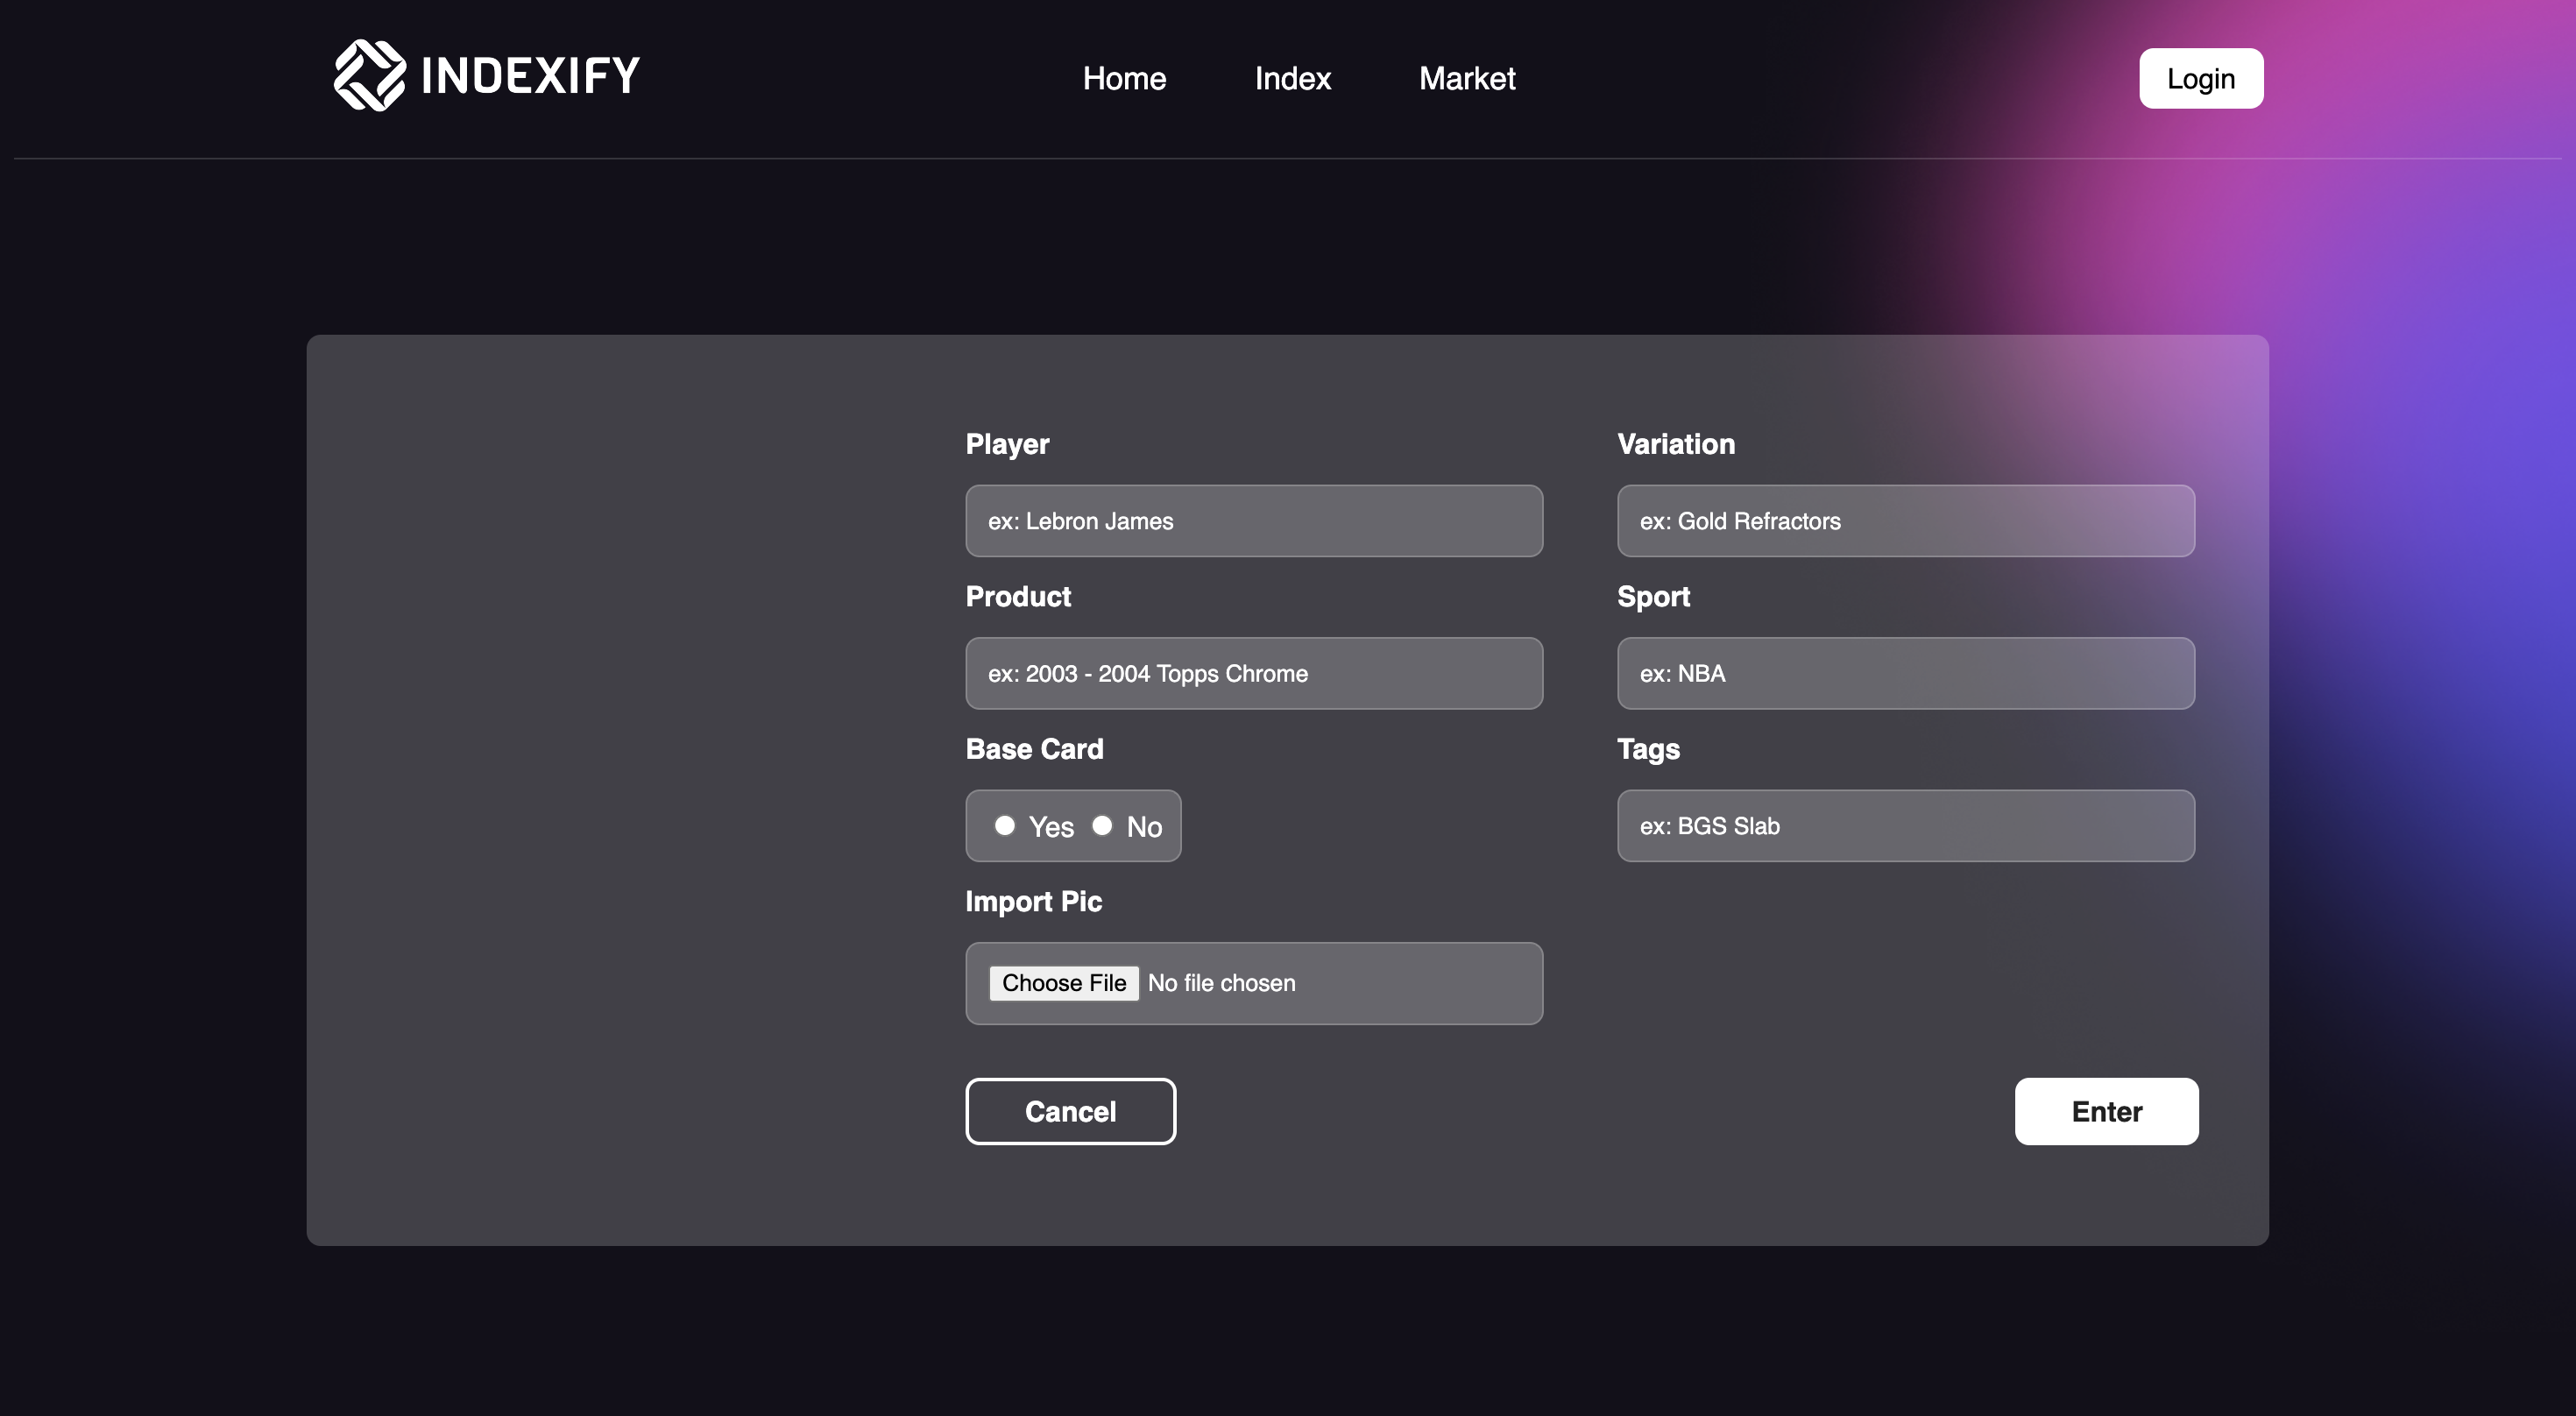 INDEXIFY
Home Index Market
Login
Player
ex: Lebron James
Product
ex: 2003 - 2004 Topps Chrome
Base Card
Yes No
Import Pic
Choose File No file chosen
Variation
ex: Gold Refractors
Sport
ex: NBA
Tags
ex: BGS Slab
Cancel
Enter